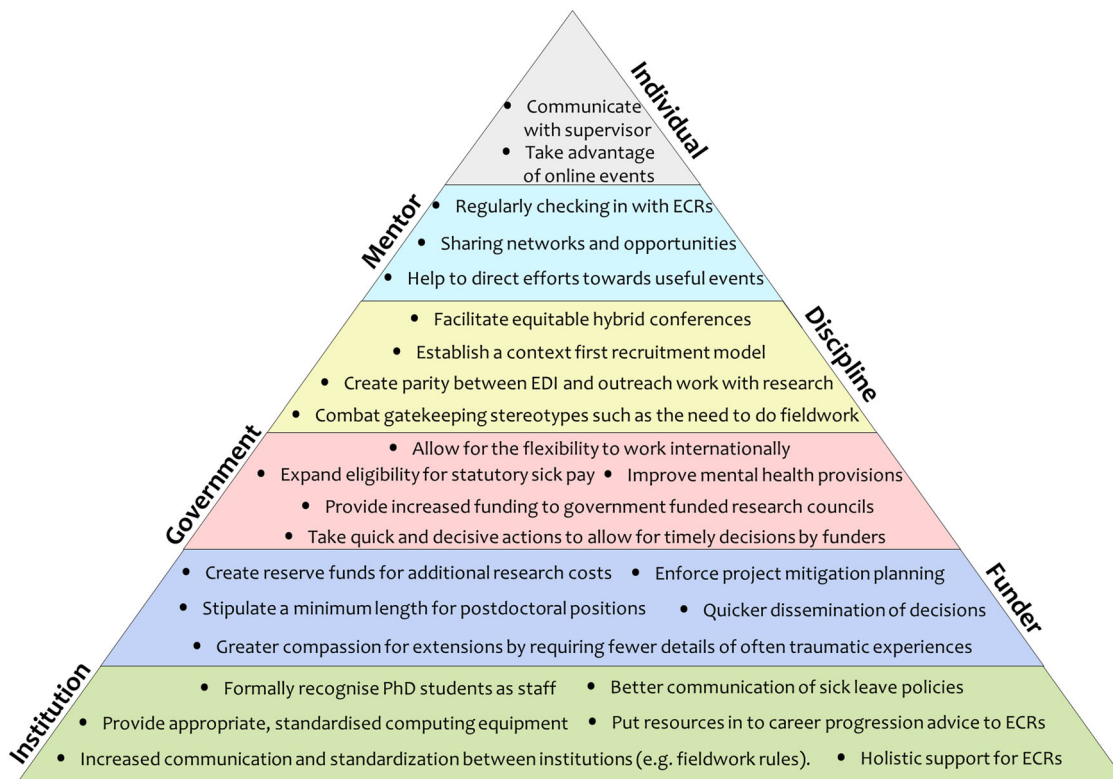 Individual
• Communicate
with supervisor
• Take advantage
of online events
Mentor
• Regularly checking in with ECRs
• Sharing networks and opportunities
• Help to direct efforts towards useful events
Discipline
• Facilitate equitable hybrid conferences
• Establish a context first recruitment model
• Create parity between EDI and outreach work with research
• Combat gatekeeping stereotypes such as the need to do fieldwork
Government
• Allow for the flexibility to work internationally
• Expand eligibility for statutory sick pay • Improve mental health provisions
• Provide increased funding to government funded research councils
• Take quick and decisive actions to allow for timely decisions by funders
Funder
• Create reserve funds for additional research costs • Enforce project mitigation planning
• Stipulate a minimum length for postdoctoral positions • Quicker dissemination of decisions
• Greater compassion for extensions by requiring fewer details of often traumatic experiences
Institution
• Formally recognise PhD students as staff • Better communication of sick leave policies
• Provide appropriate, standardised computing equipment • Put resources in to career progression advice to ECRs
• Increased communication and standardization between institutions (e.g. fieldwork rules). • Holistic support for ECRs